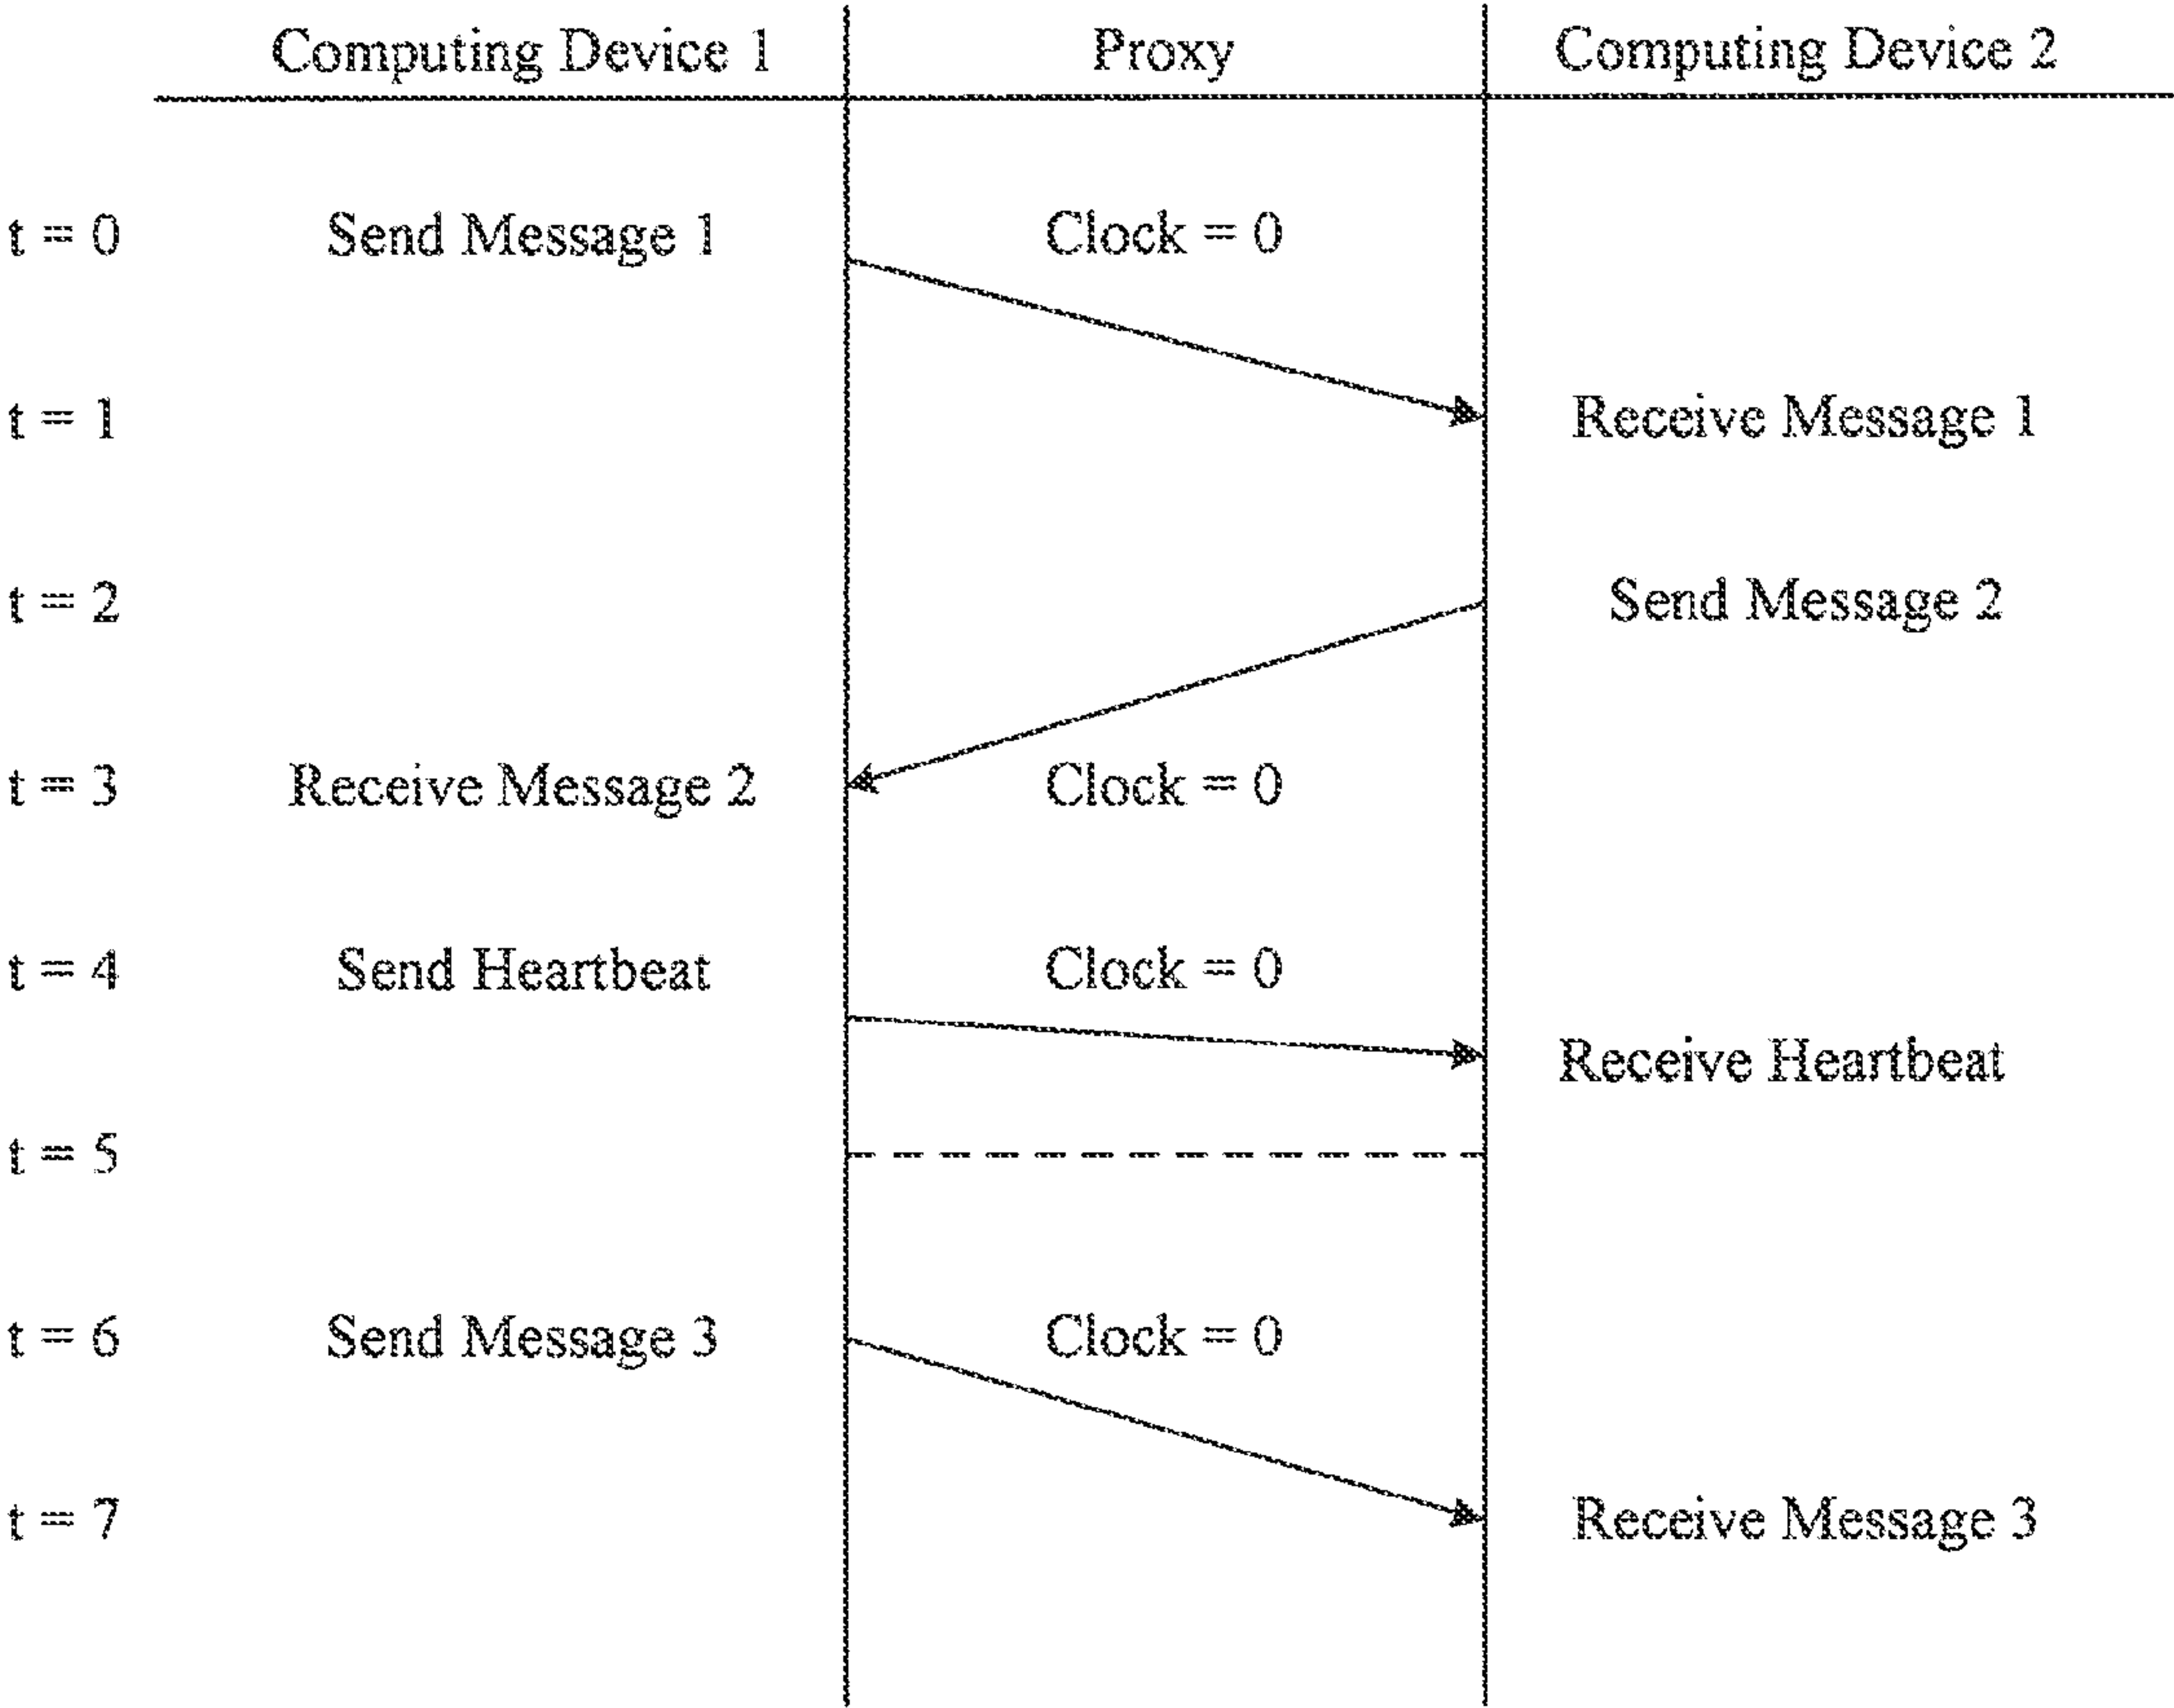 Computing Device 1 Proxy Computing Device 2
t = 0 Send Message 1 Clock = 0
t = 1 Receive Message 1
t = 2 Send Message 2
t = 3 Receive Message 2 Clock = 0
t = 4 Send Heartbeat Clock = 0
Receive Heartbeat
t = 5
t = 6 Send Message 3 Clock = 0
t = 7 Receive Message 3